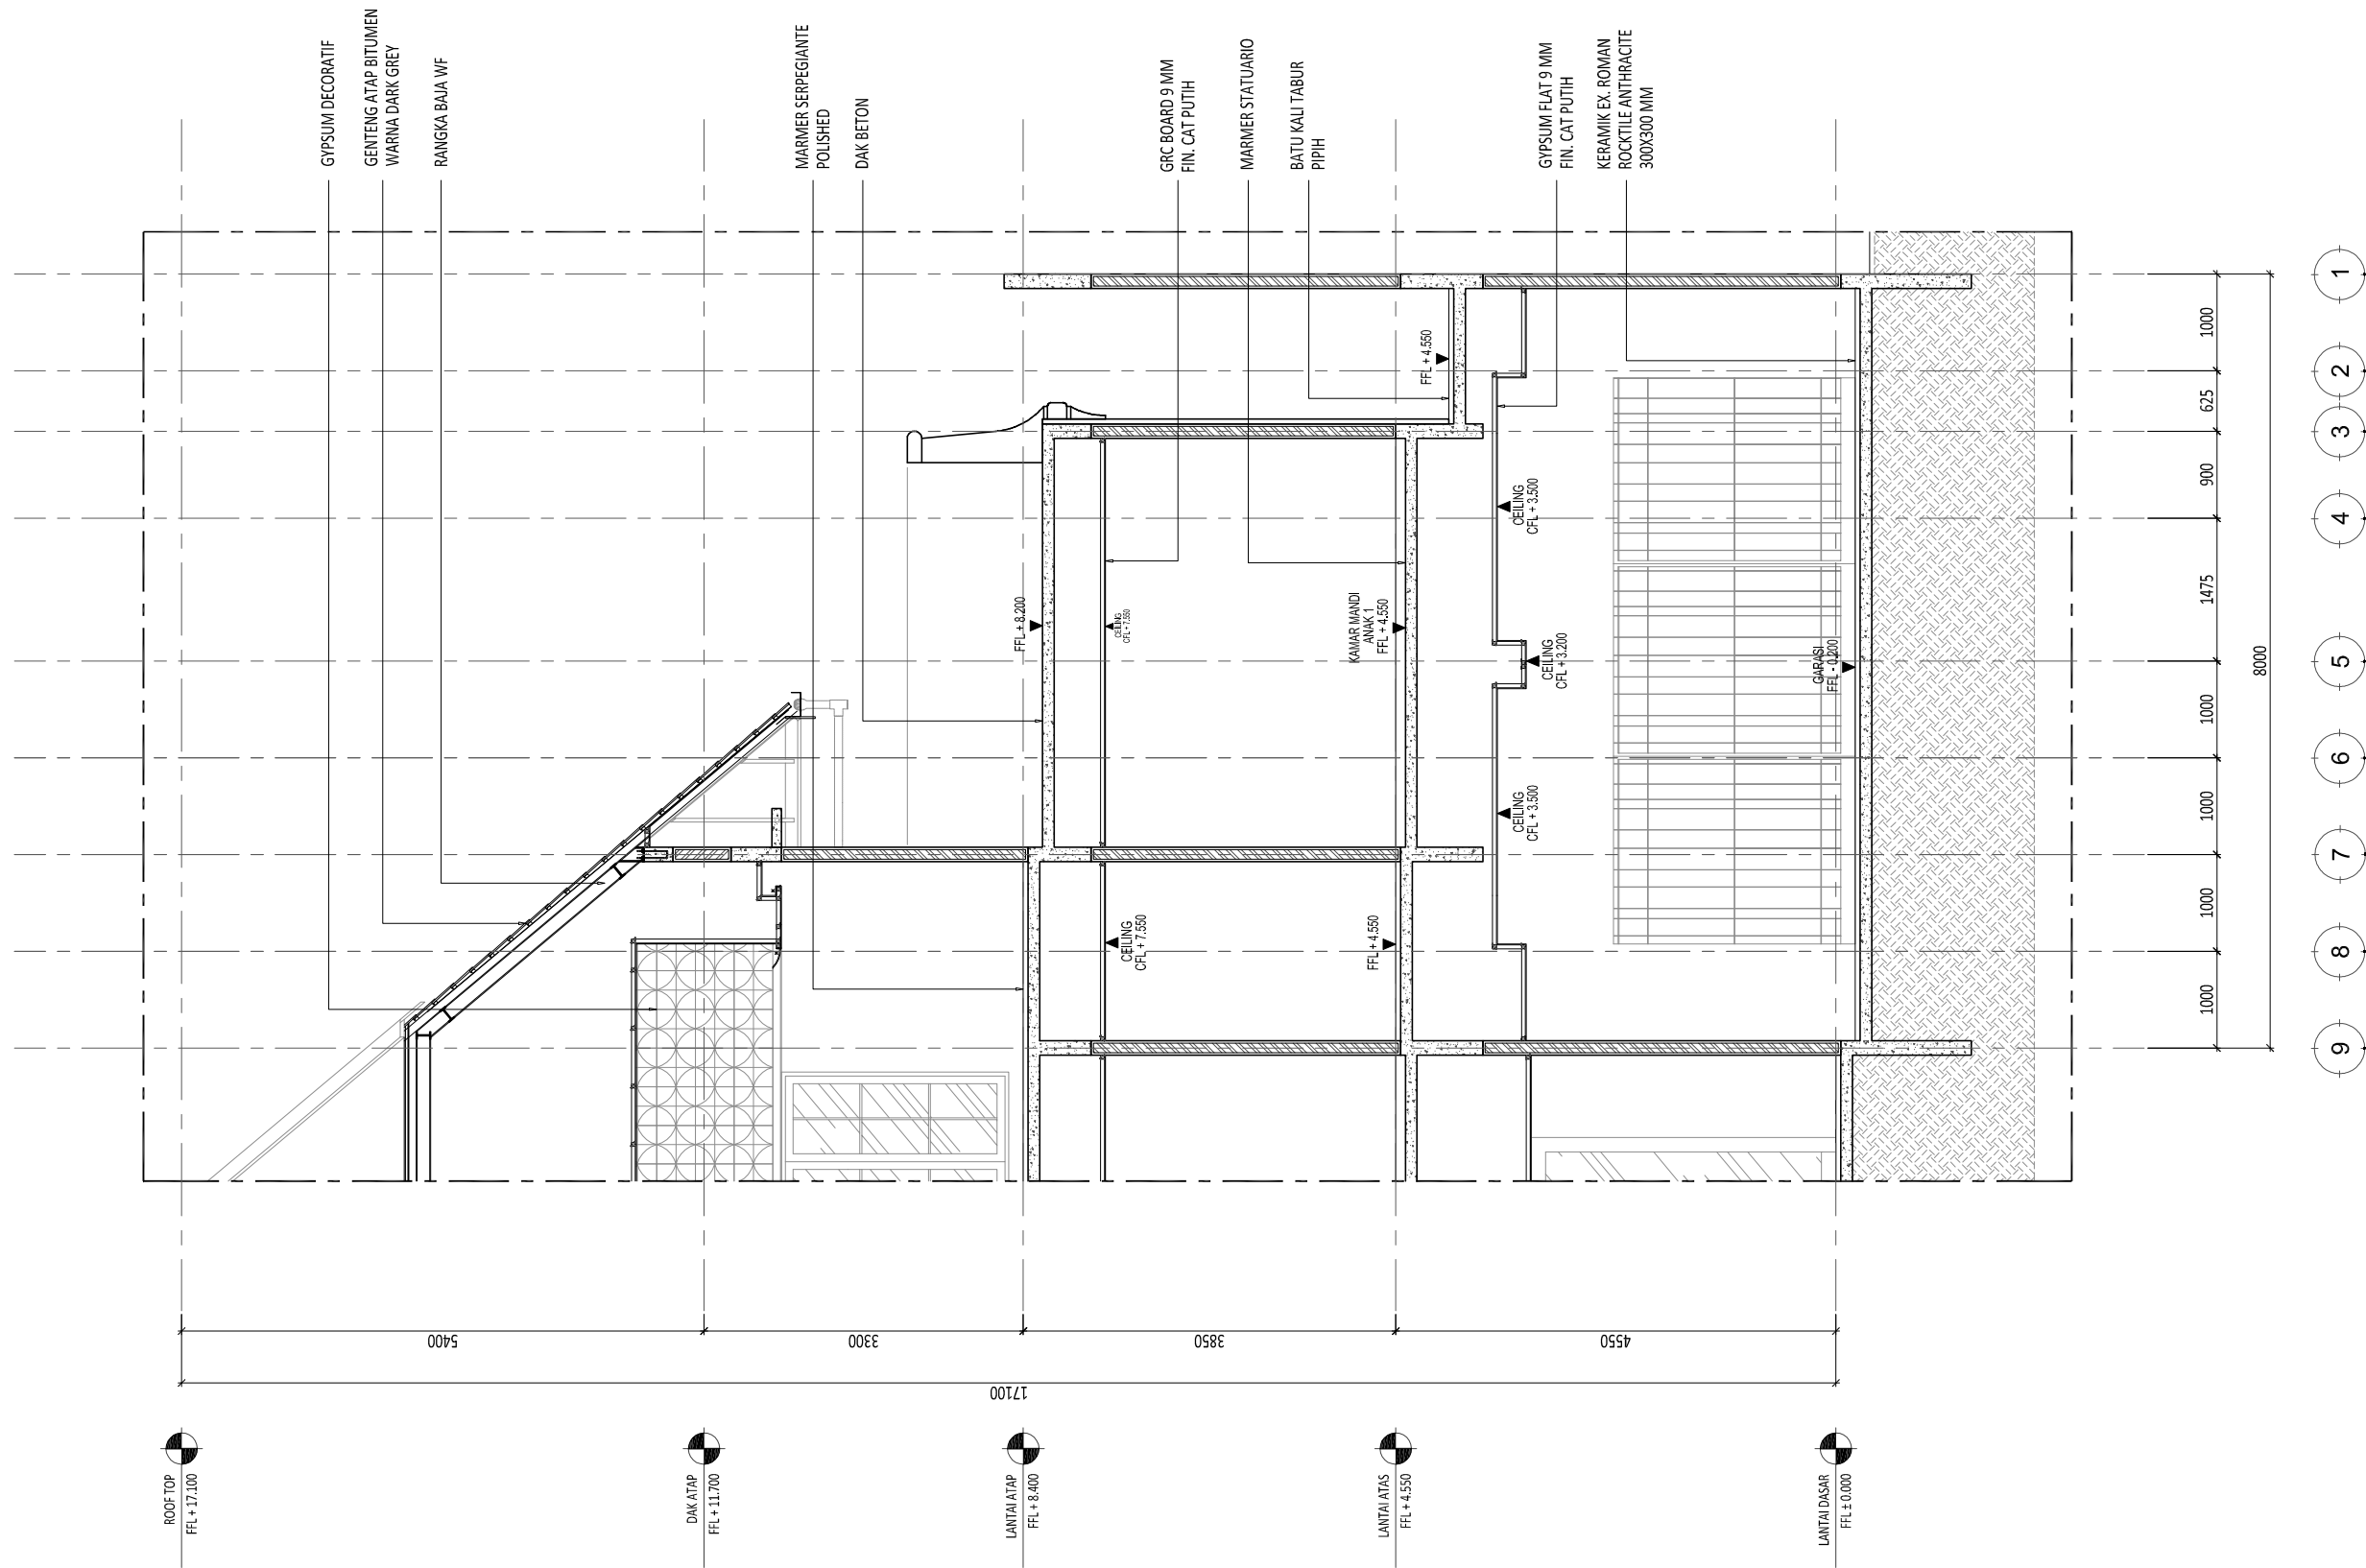 GYPSUM DECORATIF
GENTENG ATAP BITUMEN
WARNA DARK GREY
RANGKA BAJA WF
MARMER SERPEGIANTE
POLISHED
DAK BETON
GRC BOARD 9 MM
FIN. CAT PUTIH
MARMER STATUARIO
BATU KALI TABUR
PIPIH
GYPSUM FLAT 9 MM
FIN. CAT PUTIH
KERAMIK EX. ROMAN
ROCKTILE ANTHRACITE
300X300 MM
FFL ± 8.200
CEILING
CFL + 7.550
CEILING
CFL + 7.550
KAMAR MANDI
ANAK 1
FFL + 4.550
FFL + 4.550
FFL + 4.550
CEILING
CFL + 3.500
CEILING
CFL + 3.200
CEILING
CFL + 3.500
GARASI
FFL - 0.200
1000
625
900
1475
1000
1000
1000
1000
8000
1
2
3
4
5
6
7
8
9
5400
3300
3850
4550
17100
ROOF TOP
FFL + 17.100
DAK ATAP
FFL + 11.700
LANTAI ATAP
FFL + 8.400
LANTAI ATAS
FFL + 4.550
LANTAI DASAR
FFL ± 0.000